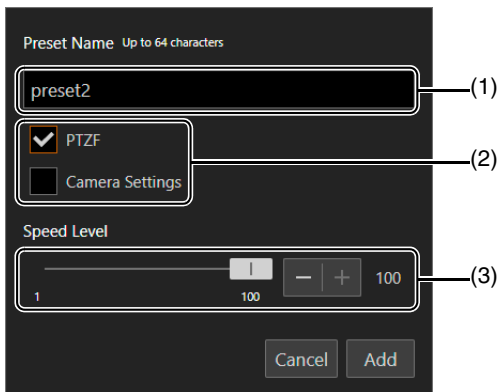 Preset Name Up to 64 characters
preset2
(1)
PTZF
(2)
Camera Settings
Speed Level
− + 100
(3)
1 100
Cancel Add